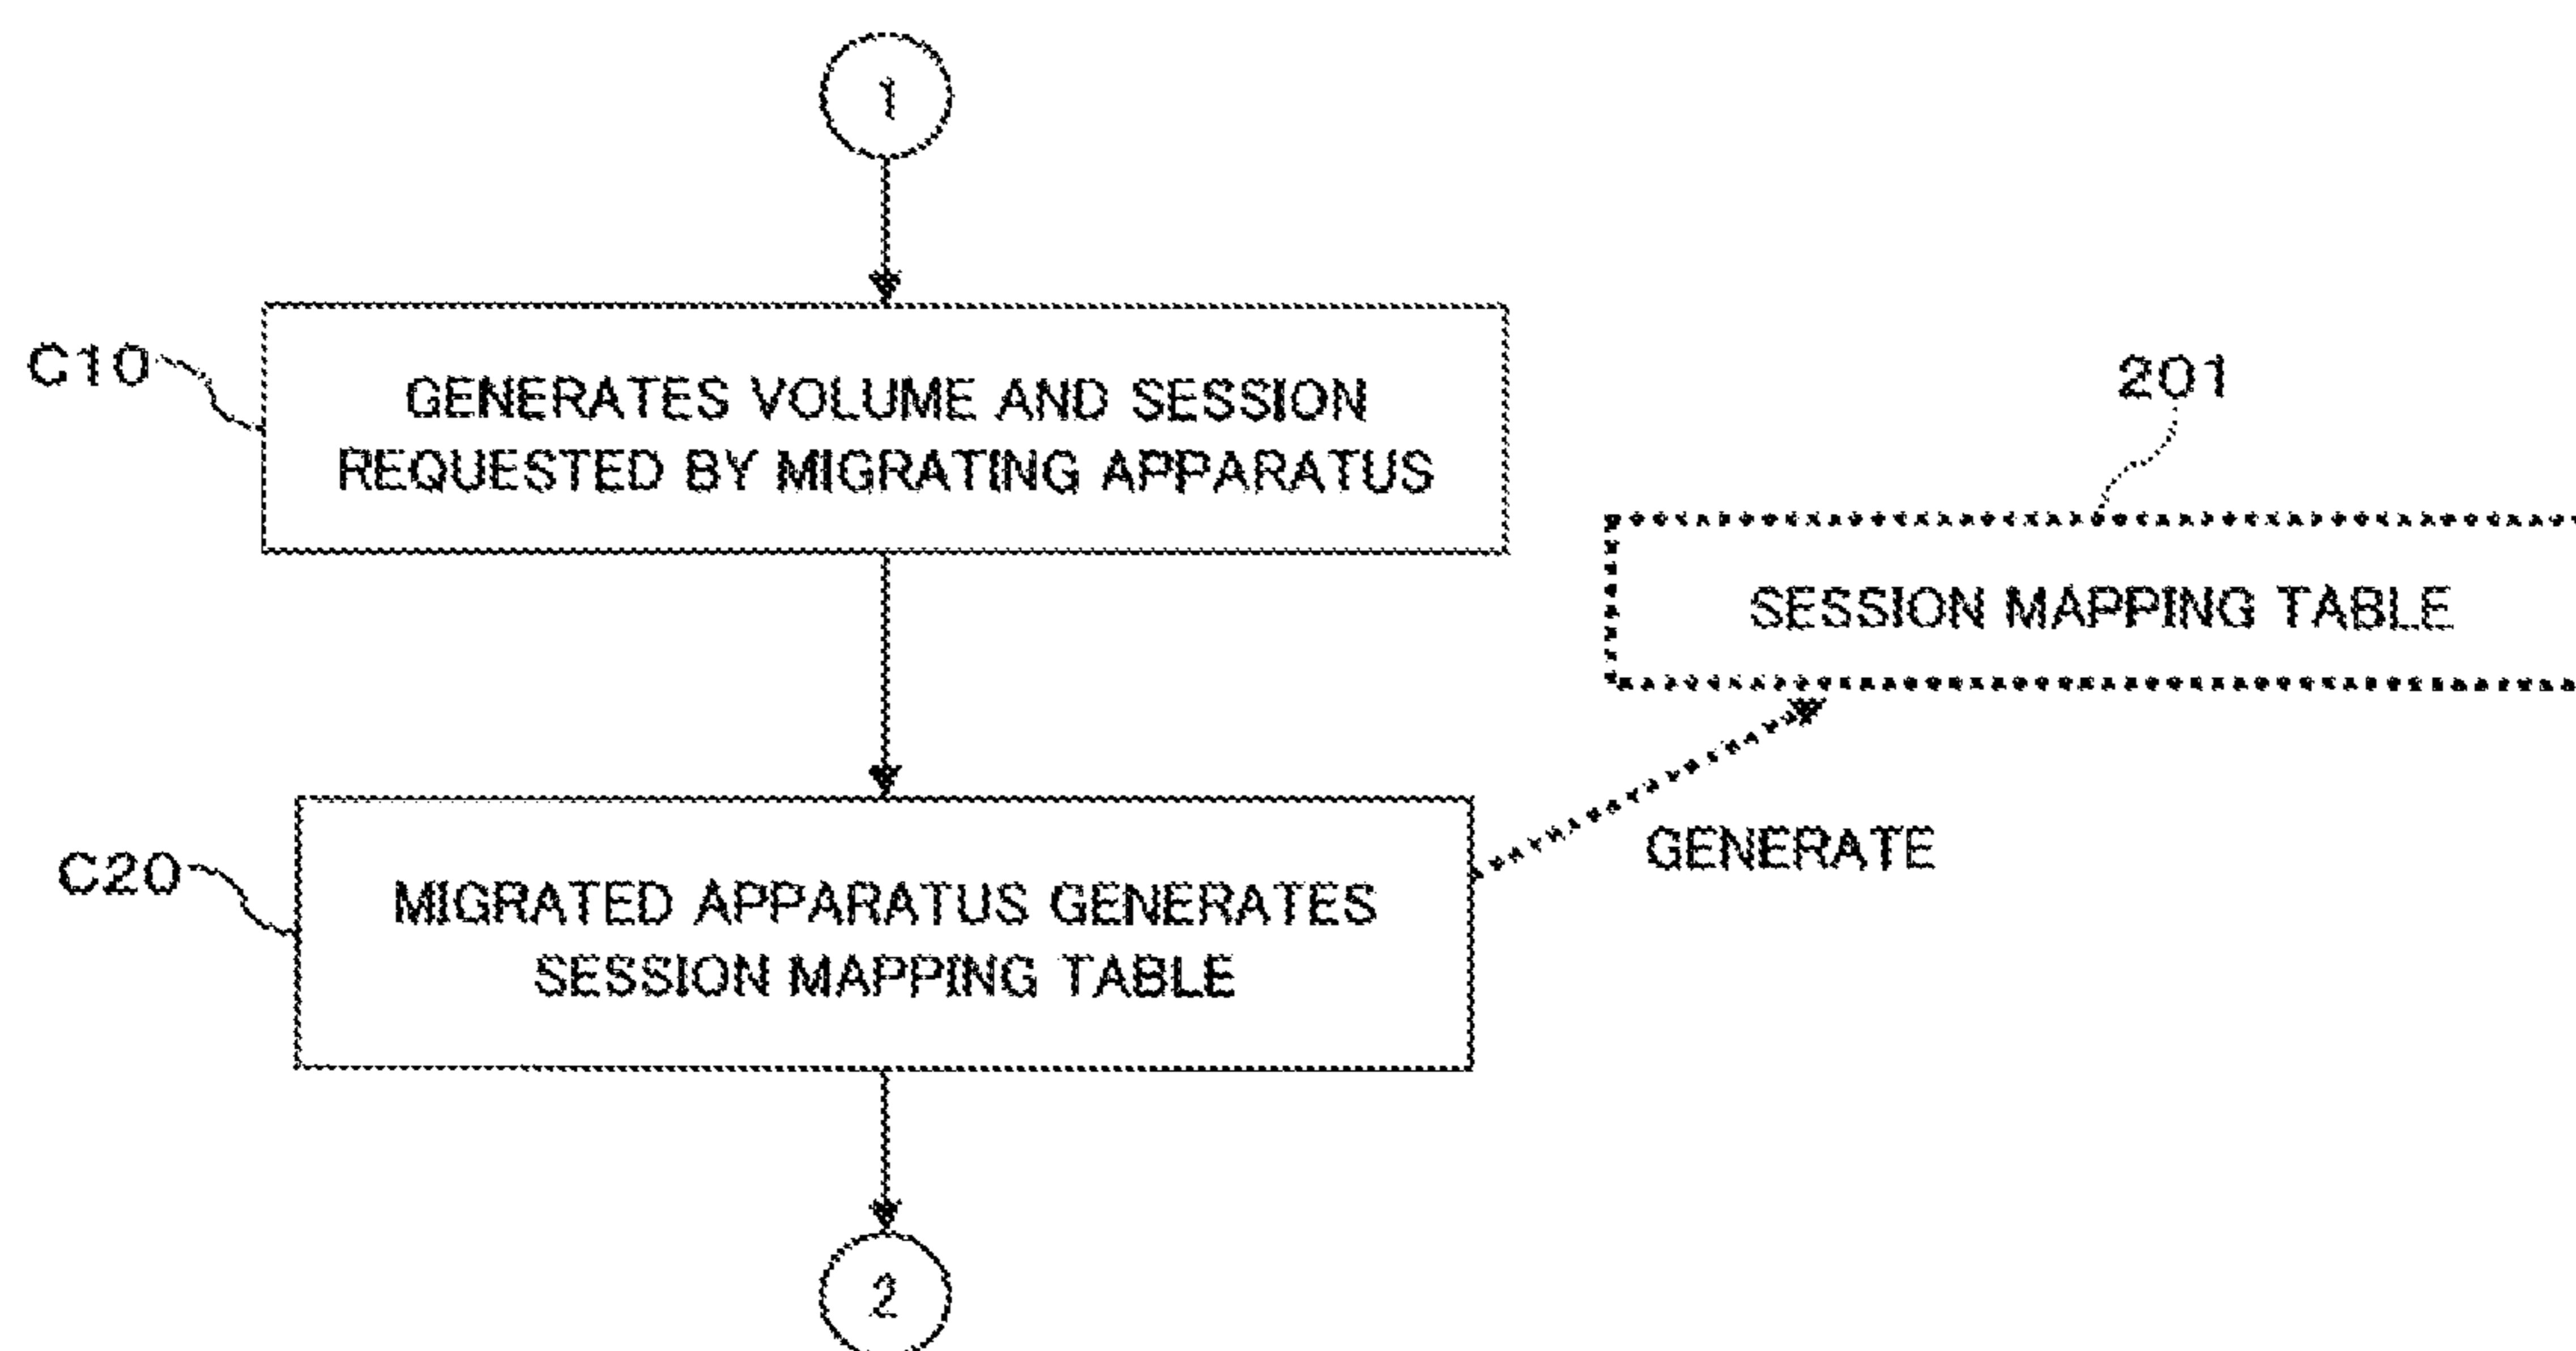 1
C10
GENERATES VOLUME AND SESSION
REQUESTED BY MIGRATING APPARATUS
201
SESSION MAPPING TABLE
GENERATE
C20
MIGRATED APPARATUS GENERATES
SESSION MAPPING TABLE
2